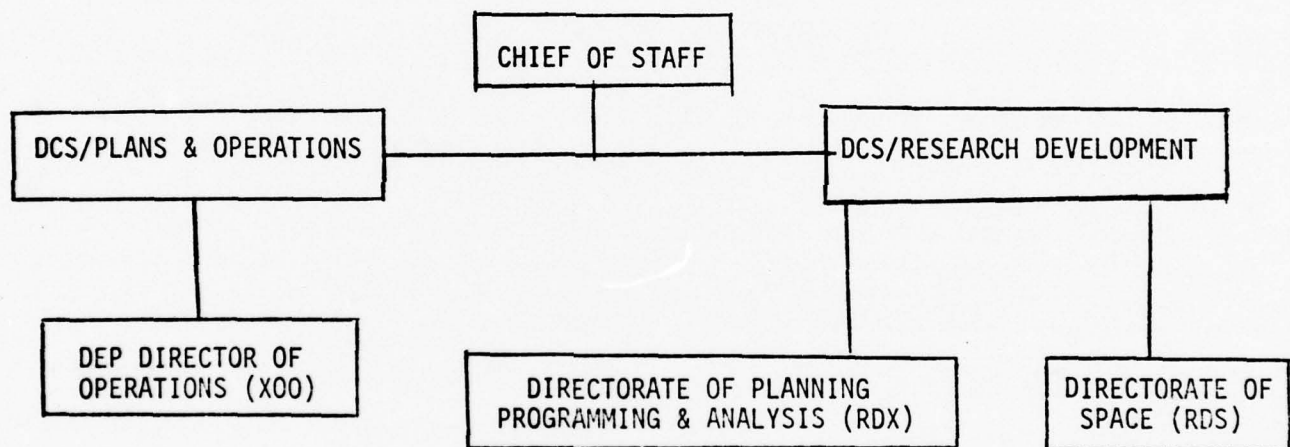 CHIEF OF STAFF
DCS/PLANS & OPERATIONS
DCS/RESEARCH DEVELOPMENT
DEP DIRECTOR OF
OPERATIONS (XOO)
DIRECTORATE OF PLANNING
PROGRAMMING & ANALYSIS (RDX)
DIRECTORATE OF
SPACE (RDS)